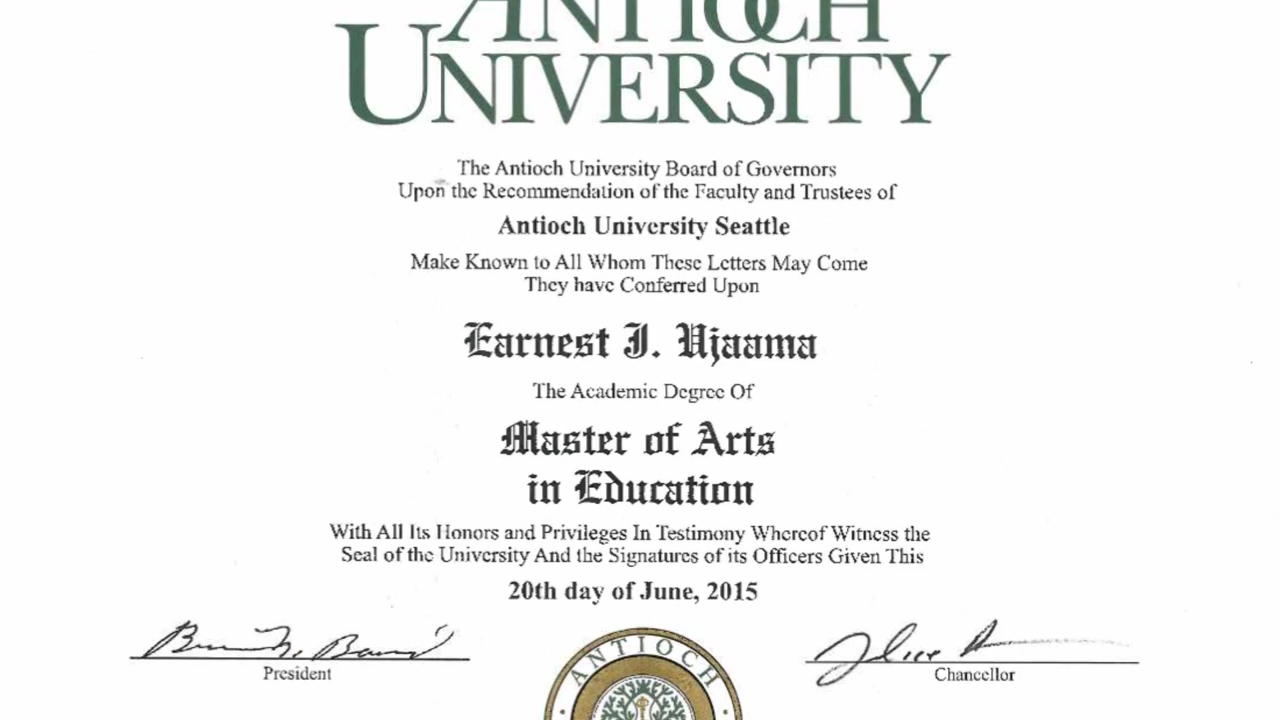 ANTIOCH
UNIVERSITY
The Antioch University Board of Governors
Upon the Recommendation of the Faculty and Trustees of
Antioch University Seattle
Make Known to All Whom These Letters May Come
They have Conferred Upon
Earnest J. Ujaama
The Academic Degree Of
Master of Arts
in Education
With All Its Honors and Privileges In Testimony Whereof Witness the
Seal of the University And the Signatures of its Officers Given This
20th day of June, 2015
President
Chancellor
ANTIOCH